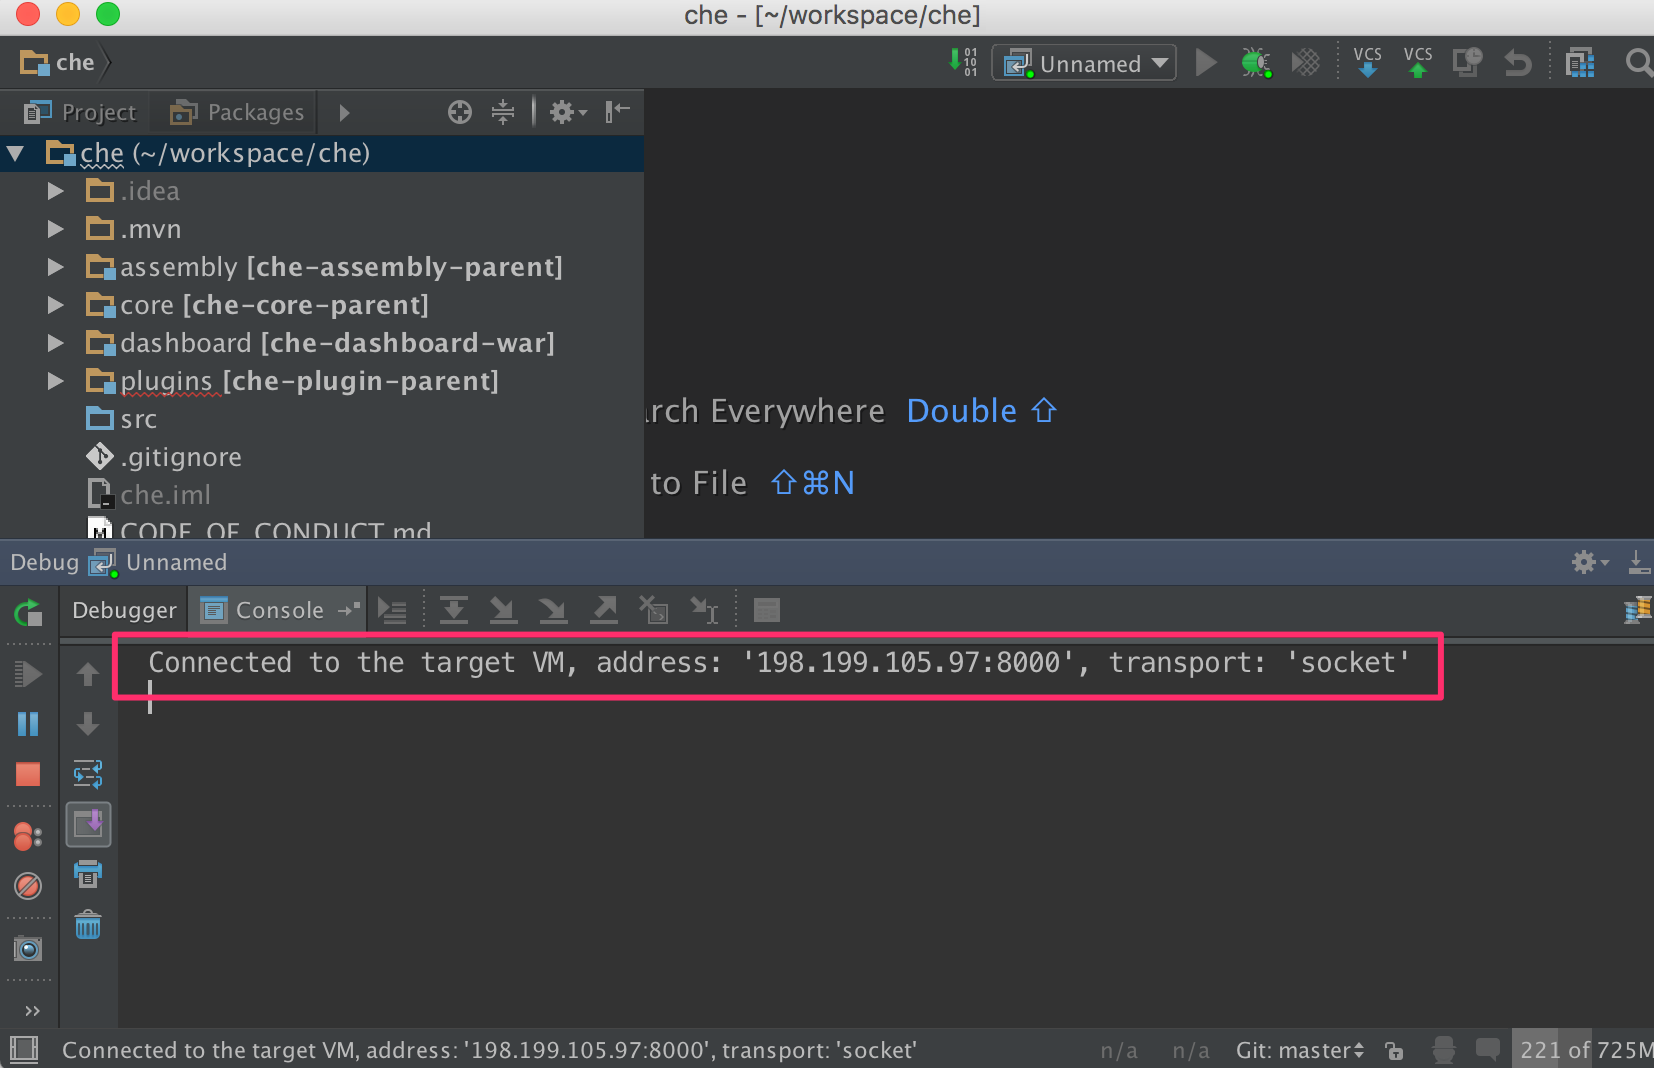 che - [~/workspace/che]
che
01
10
01
Unnamed
VCS
VCS
Project
Packages
che (~/workspace/che)
.idea
.mvn
assembly [che-assembly-parent]
core [che-core-parent]
dashboard [che-dashboard-war]
plugins [che-plugin-parent]
src
.gitignore
che.iml
CODE_OF_CONDUCT.md
rch Everywhere Double ⇧
to File ⇧⌘N
Debug Unnamed
Debugger
Console
Connected to the target VM, address: '198.199.105.97:8000', transport: 'socket'
Connected to the target VM, address: '198.199.105.97:8000', transport: 'socket'
n/a
n/a
Git: master
221 of 725M